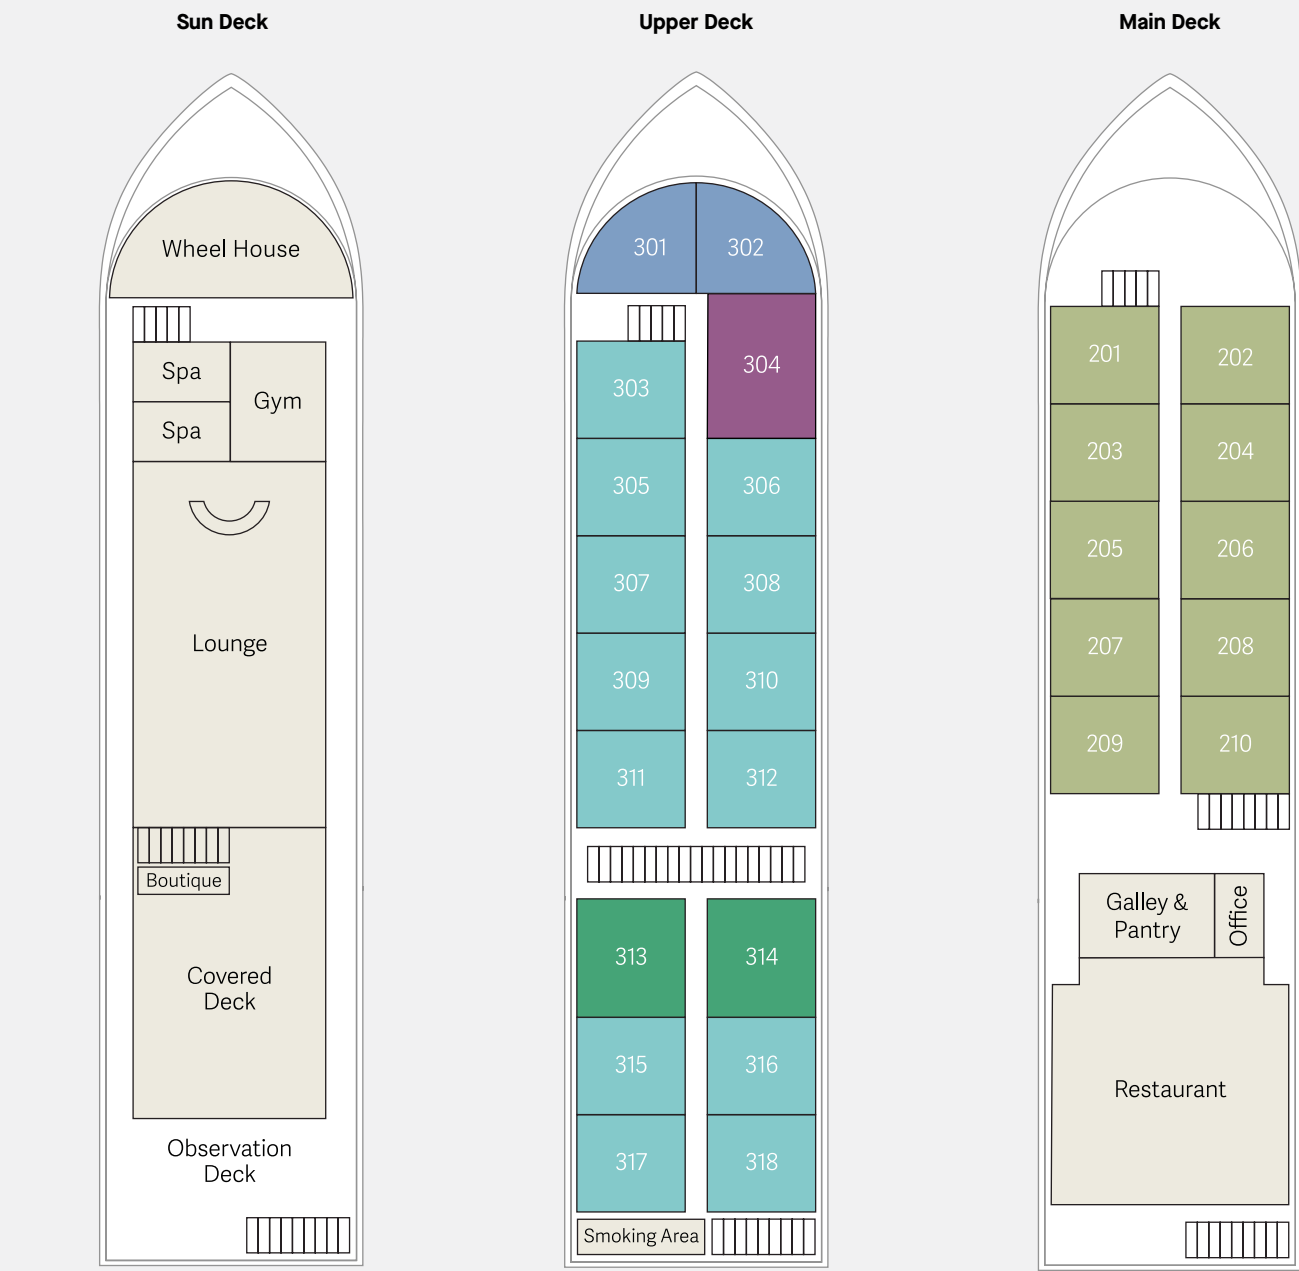 Sun Deck
Wheel House
Spa
Gym
Spa
Lounge
Boutique
Covered
Deck
Observation
Deck
Upper Deck
301
302
303
304
305
306
307
308
309
310
311
312
313
314
315
316
317
318
Smoking Area
Main Deck
201
202
203
204
205
206
207
208
209
210
Galley &
Pantry
Office
Restaurant